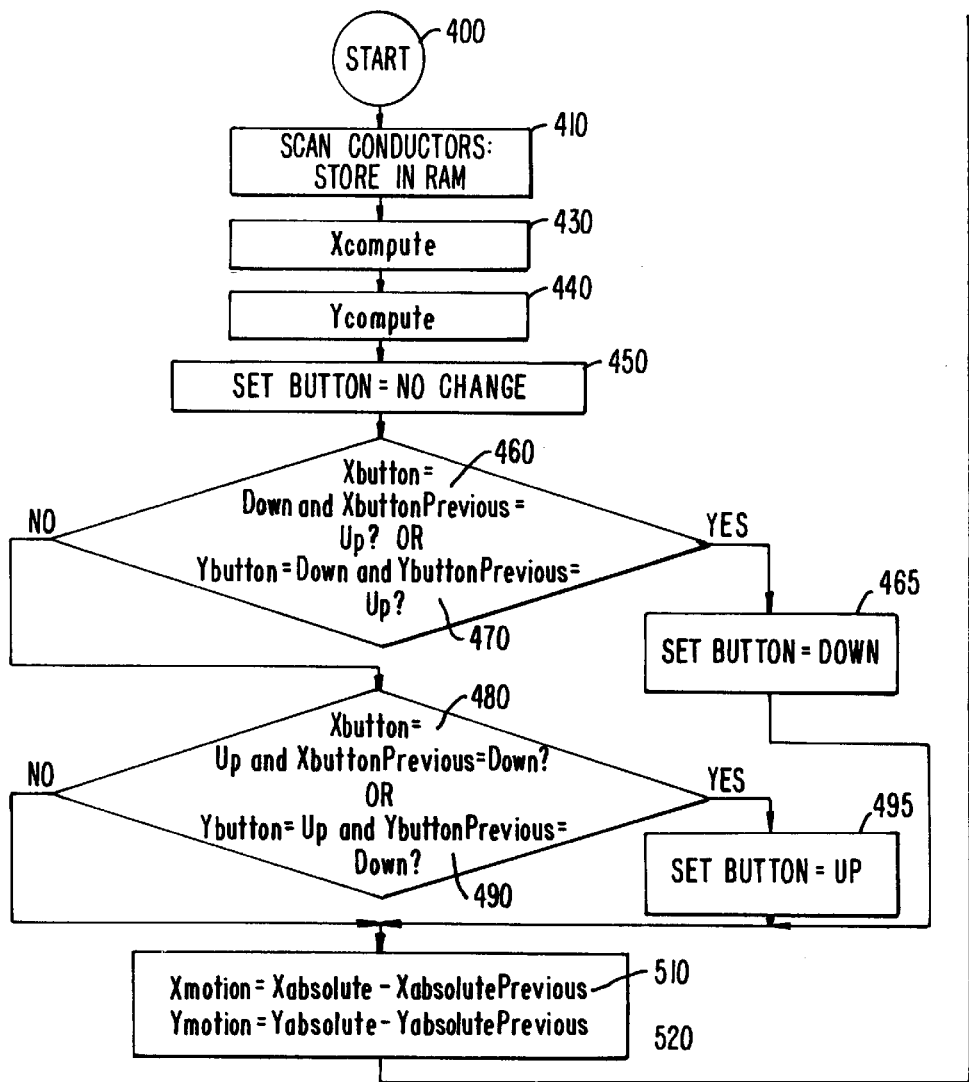 400
START
410
SCAN CONDUCTORS:
STORE IN RAM
430
Xcompute
440
Ycompute
450
SET BUTTON = NO CHANGE
460
Xbutton=
Down and XbuttonPrevious=
Up? OR
Ybutton=Down and YbuttonPrevious=
Up?
470
NO
YES
465
SET BUTTON = DOWN
480
Xbutton=
Up and XbuttonPrevious=Down?
OR
Ybutton= Up and YbuttonPrevious=
Down?
490
NO
YES
495
SET BUTTON = UP
510
Xmotion= Xabsolute - XabsolutePrevious
Ymotion= Yabsolute - YabsolutePrevious
520